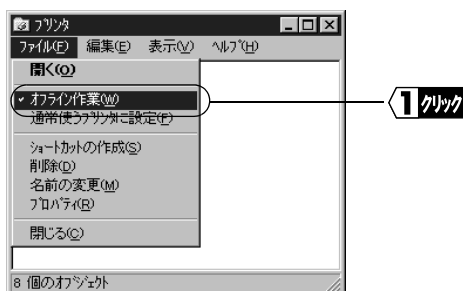 プリンタ
ファイル(F) 編集(E) 表示(V) ヘルプ(H)
開く(O)
オフライン作業(W)
通常使うプリンタに設定(F)
ショートカットの作成(S)
削除(D)
名前の変更(M)
プロパティ(R)
閉じる(C)
8 個のオブジェクト
1 クリック